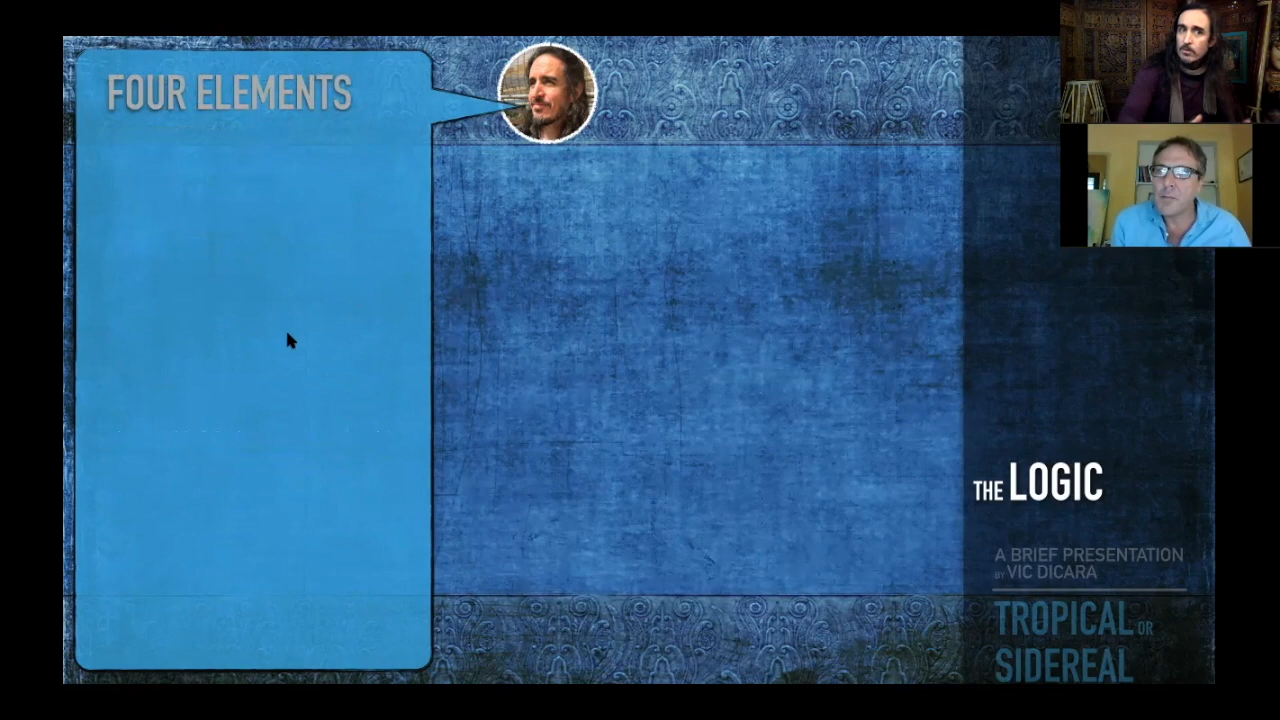 FOUR ELEMENTS
THE LOGIC
A BRIEF PRESENTATION
BY VIC DICARA
TROPICAL OR
SIDEREAL